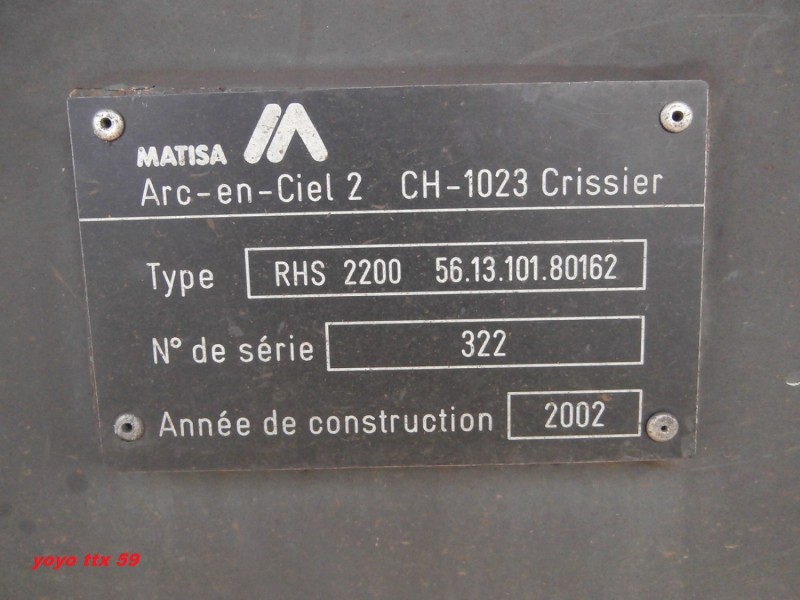 MATISA
Arc-en-Ciel 2 CH-1023 Crissier
Type RHS 2200 56.13.101.80162
N° de série 322
Année de construction 2002
yoyo ttx 59